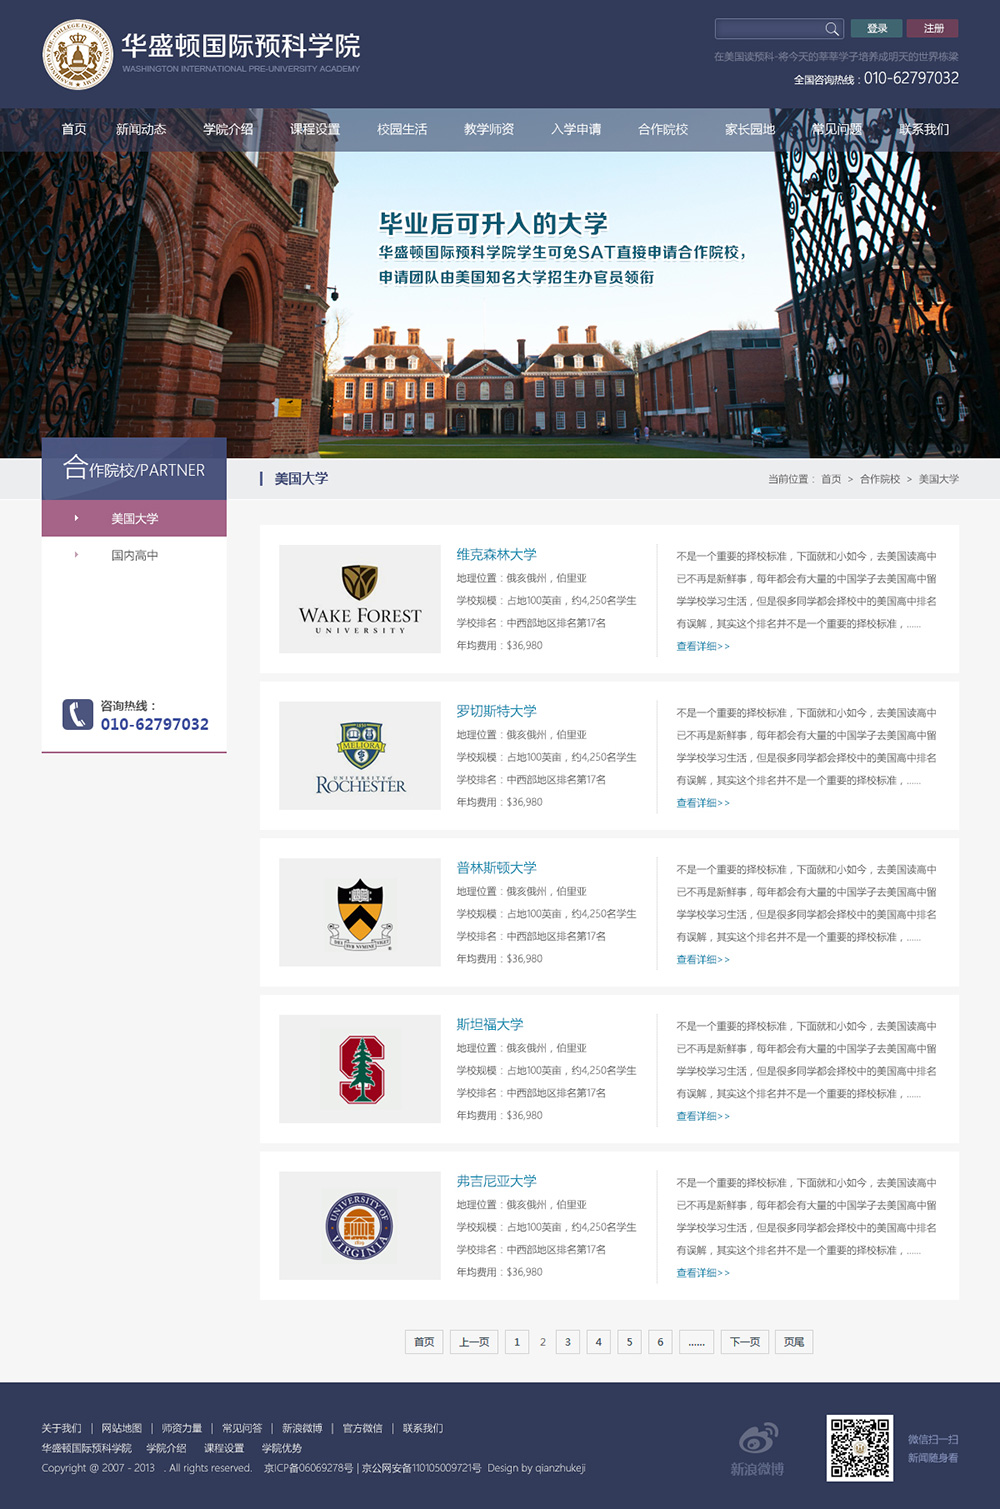 华盛顿国际预科学院
WASHINGTON INTERNATIONAL PRE-UNIVERSITY ACADEMY
登录
注册
在美国读预科-将今天的莘莘学子培养成明天的世界栋梁
全国咨询热线：010-62797032
首页 新闻动态 学院介绍 课程设置 校园生活 教学师资 入学申请 合作院校 家长园地 常见问题 联系我们
毕业后可升入的大学
华盛顿国际预科学院学生可免SAT直接申请合作院校，
申请团队由美国知名大学招生办官员领衔
合作院校/PARTNER
美国大学
国内高中
咨询热线：
010-62797032
美国大学
当前位置： 首页 > 合作院校 > 美国大学
WAKE FOREST
UNIVERSITY
维克森林大学
地理位置：俄亥俄州，伯里亚
学校规模：占地100英亩，约4,250名学生
学校排名：中西部地区排名第17名
年均费用：$36,980
不是一个重要的择校标准，下面就和小如今，去美国读高中
已不再是新鲜事，每年都会有大量的中国学子去美国高中留
学学校学习生活，但是很多同学都会择校中的美国高中排名
有误解，其实这个排名并不是一个重要的择校标准，......
查看详细>>
MELIORA
UNIVERSITY of
ROCHESTER
罗切斯特大学
地理位置：俄亥俄州，伯里亚
学校规模：占地100英亩，约4,250名学生
学校排名：中西部地区排名第17名
年均费用：$36,980
不是一个重要的择校标准，下面就和小如今，去美国读高中
已不再是新鲜事，每年都会有大量的中国学子去美国高中留
学学校学习生活，但是很多同学都会择校中的美国高中排名
有误解，其实这个排名并不是一个重要的择校标准，......
查看详细>>
普林斯顿大学
地理位置：俄亥俄州，伯里亚
学校规模：占地100英亩，约4,250名学生
学校排名：中西部地区排名第17名
年均费用：$36,980
不是一个重要的择校标准，下面就和小如今，去美国读高中
已不再是新鲜事，每年都会有大量的中国学子去美国高中留
学学校学习生活，但是很多同学都会择校中的美国高中排名
有误解，其实这个排名并不是一个重要的择校标准，......
查看详细>>
斯坦福大学
地理位置：俄亥俄州，伯里亚
学校规模：占地100英亩，约4,250名学生
学校排名：中西部地区排名第17名
年均费用：$36,980
不是一个重要的择校标准，下面就和小如今，去美国读高中
已不再是新鲜事，每年都会有大量的中国学子去美国高中留
学学校学习生活，但是很多同学都会择校中的美国高中排名
有误解，其实这个排名并不是一个重要的择校标准，......
查看详细>>
UNIVERSITY OF
VIRGINIA
弗吉尼亚大学
地理位置：俄亥俄州，伯里亚
学校规模：占地100英亩，约4,250名学生
学校排名：中西部地区排名第17名
年均费用：$36,980
不是一个重要的择校标准，下面就和小如今，去美国读高中
已不再是新鲜事，每年都会有大量的中国学子去美国高中留
学学校学习生活，但是很多同学都会择校中的美国高中排名
有误解，其实这个排名并不是一个重要的择校标准，......
查看详细>>
首页 上一页 1 2 3 4 5 6 ...... 下一页 页尾
关于我们 | 网站地图 | 师资力量 | 常见问答 | 新浪微博 | 官方微信 | 联系我们
华盛顿国际预科学院 学院介绍 课程设置 学院优势
Copyright @ 2007 - 2013 . All rights reserved. 京ICP备06069278号 | 京公网安备110105009721号 Design by qianzhukeji
新浪微博
微信扫一扫
新闻随身看